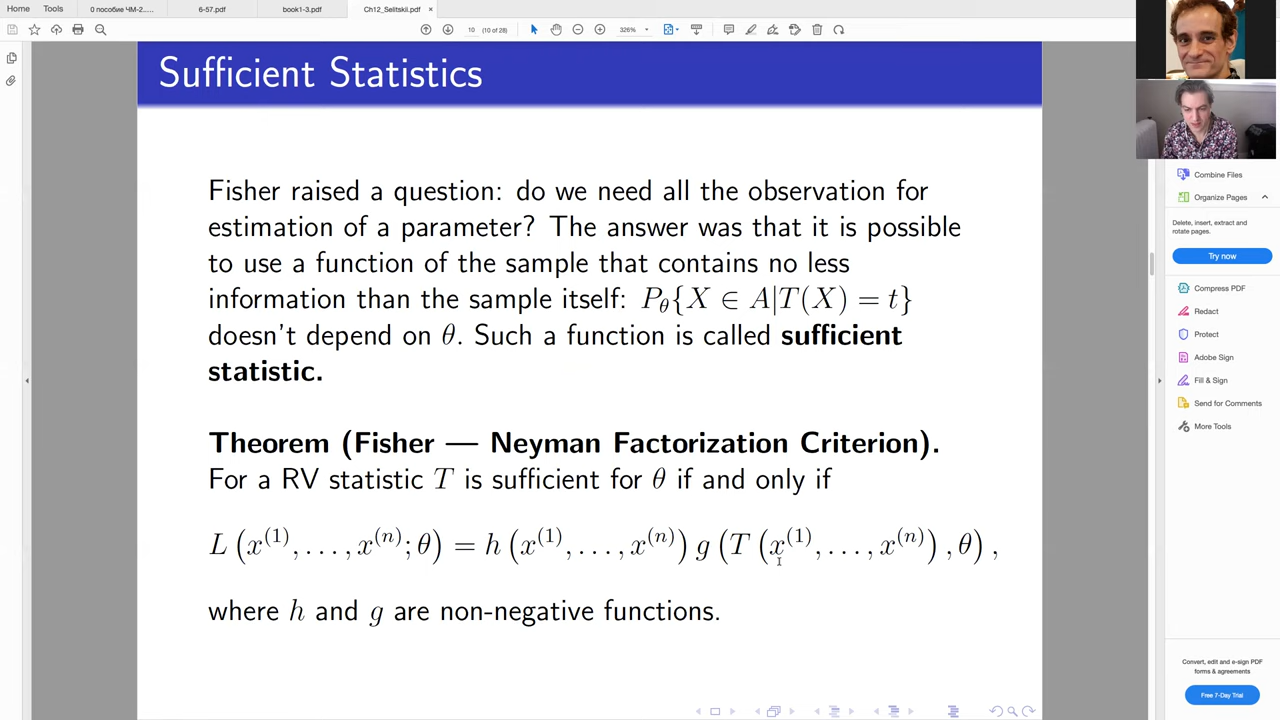 Home Tools 0 пособие ЧМ-2..... 6-57.pdf book1-3.pdf Ch12_Selitskii.pdf ×
10 (10 of 28) 326%
Sufficient Statistics
Fisher raised a question: do we need all the observation for
estimation of a parameter? The answer was that it is possible
to use a function of the sample that contains no less
information than the sample itself: P_θ{X ∈ A|T(X) = t}
doesn't depend on θ. Such a function is called sufficient
statistic.
Theorem (Fisher — Neyman Factorization Criterion).
For a RV statistic T is sufficient for θ if and only if
L (x^(1), . . . , x^(n); θ) = h (x^(1), . . . , x^(n)) g (T (x^(1), . . . , x^(n)) , θ) ,
where h and g are non-negative functions.
Combine Files
Organize Pages
Delete, insert, extract and
rotate pages.
Try now
Compress PDF
Redact
Protect
Adobe Sign
Fill & Sign
Send for Comments
More Tools
Convert, edit and e-sign PDF
forms & agreements
Free 7-Day Trial